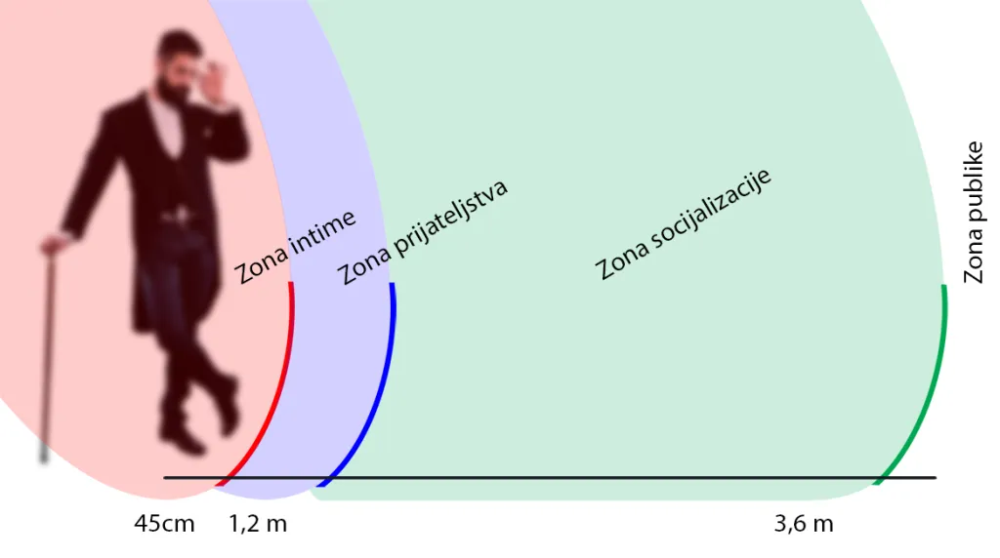 Zona intime
Zona prijateljstva
Zona socijalizacije
Zona publike
45cm
1,2 m
3,6 m